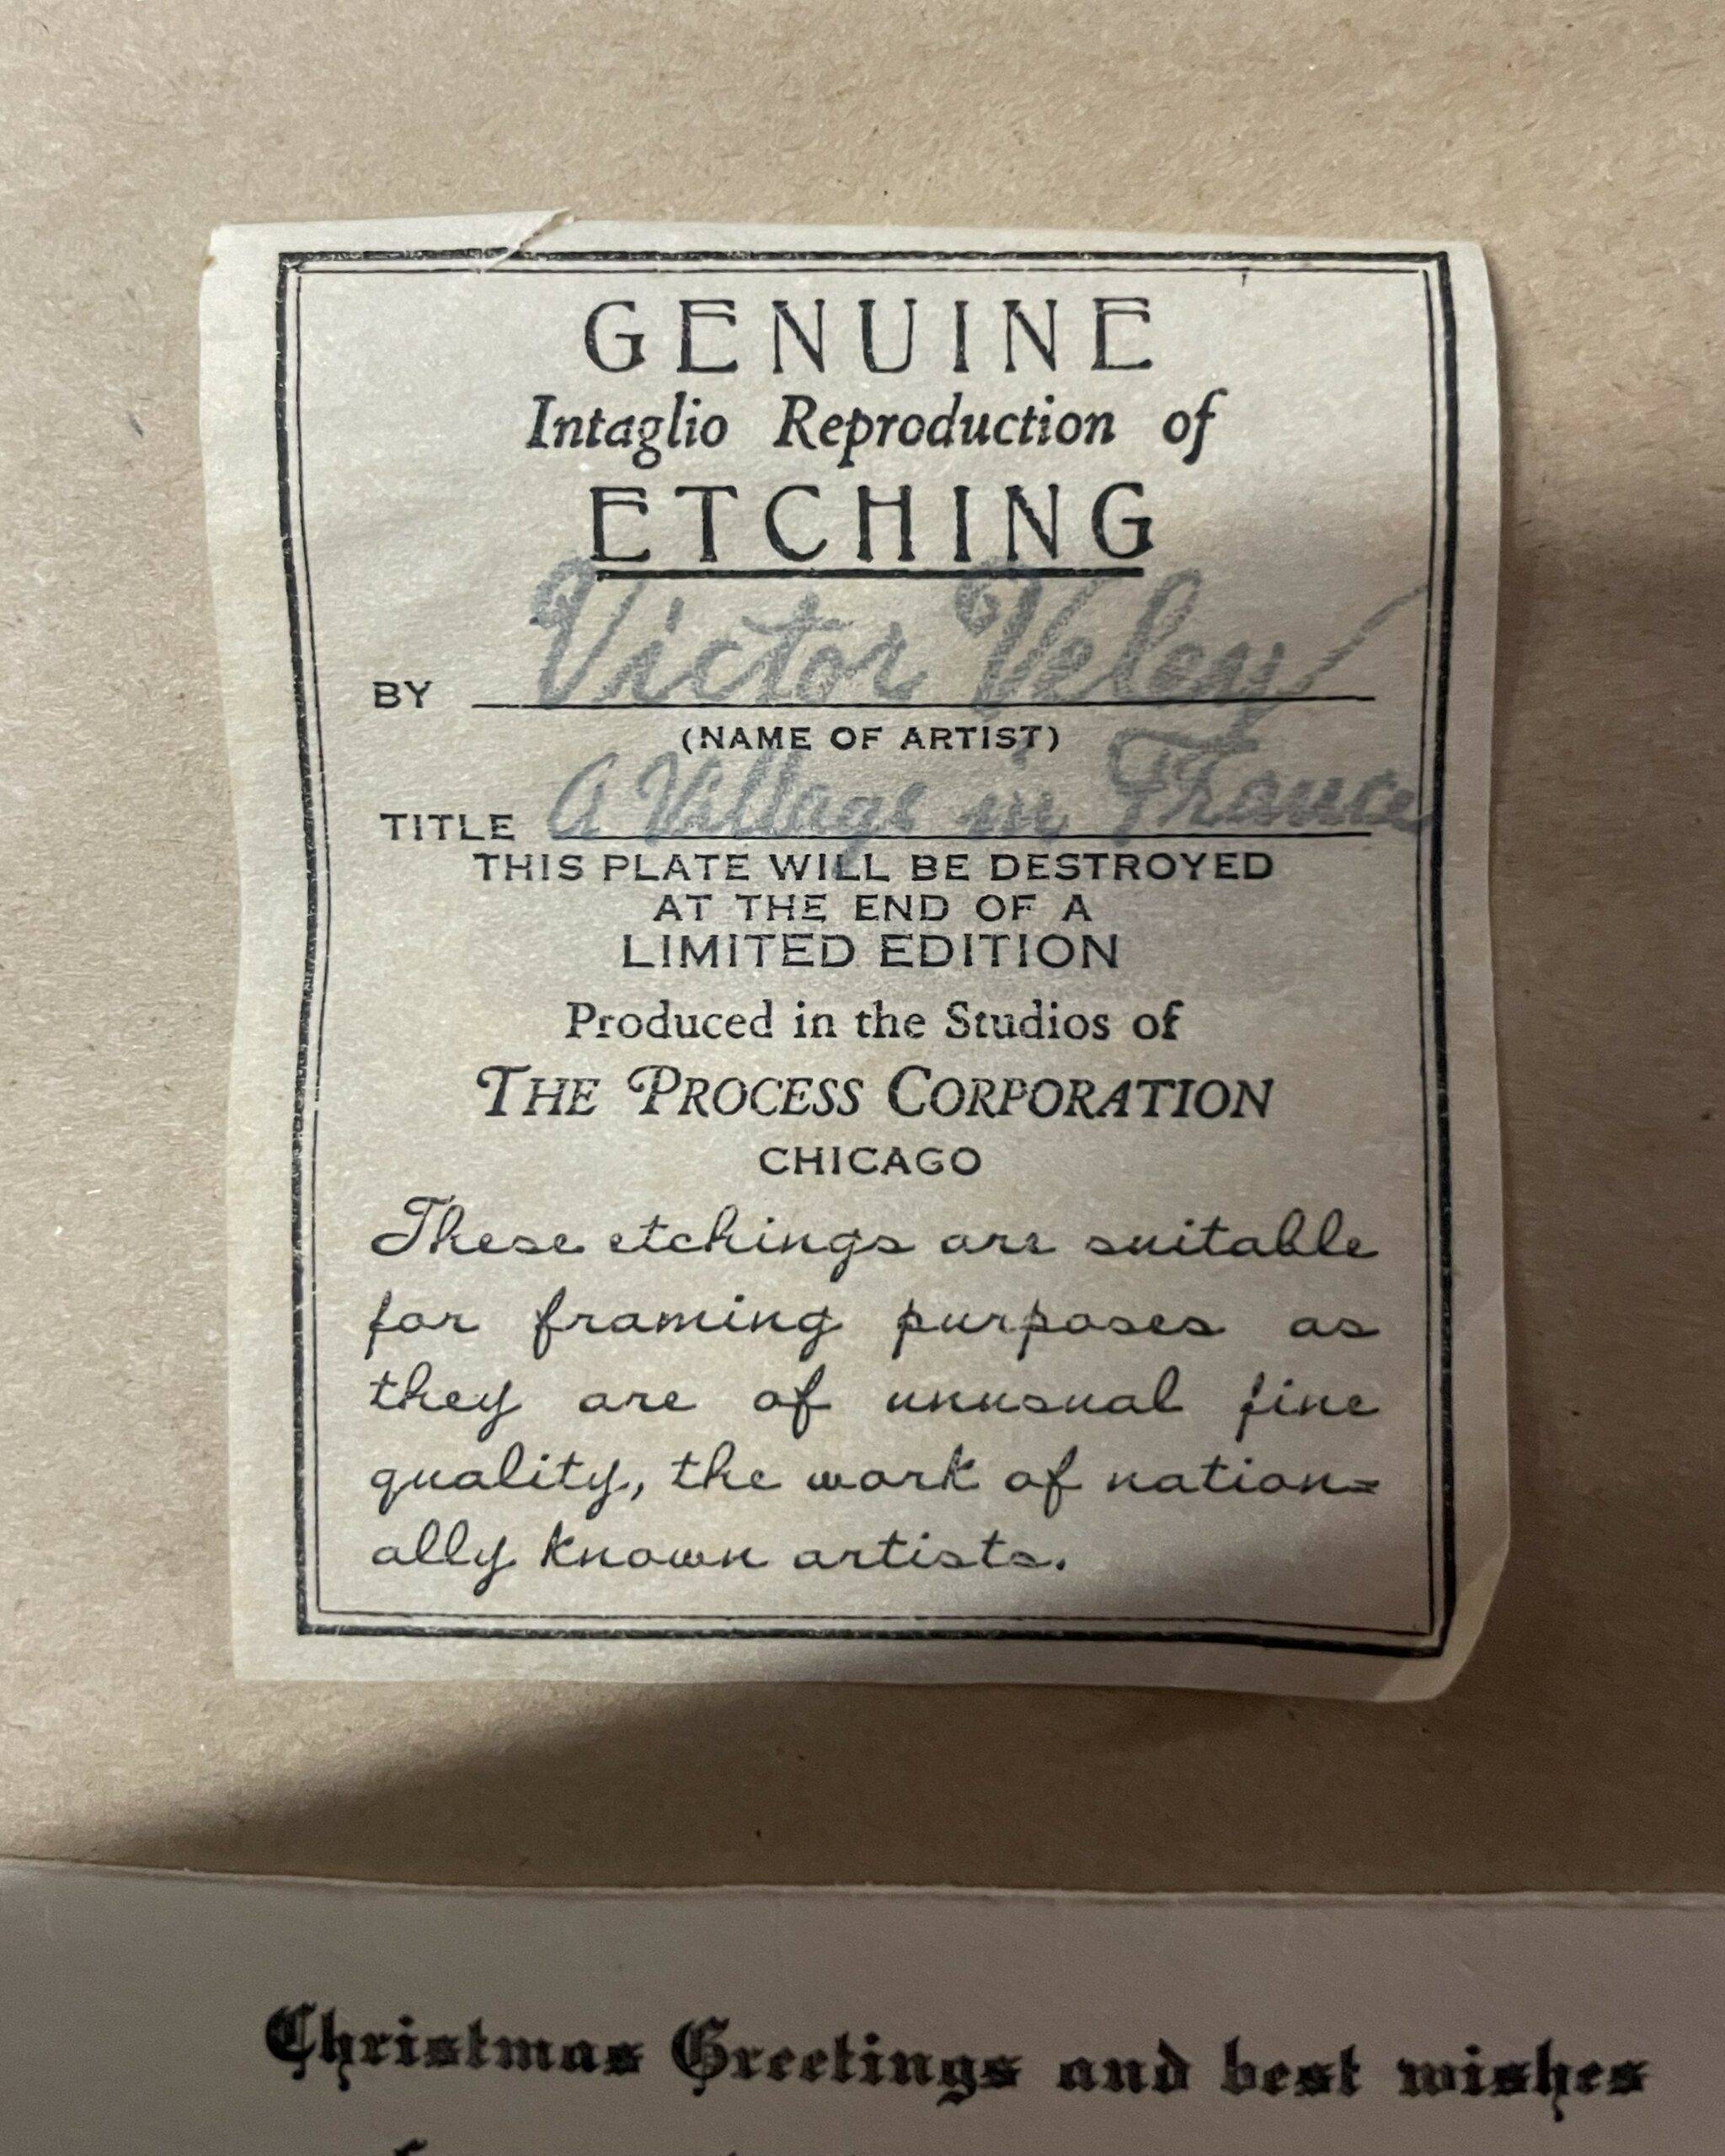 GENUINE
Intaglio Reproduction of
ETCHING
BY Victor Veley
(NAME OF ARTIST)
TITLE A Village in France
THIS PLATE WILL BE DESTROYED
AT THE END OF A
LIMITED EDITION
Produced in the Studios of
THE PROCESS CORPORATION
CHICAGO
These etchings are suitable
for framing purposes as
they are of unusual fine
quality, the work of nation=
ally known artists.
Christmas Greetings and best wishes